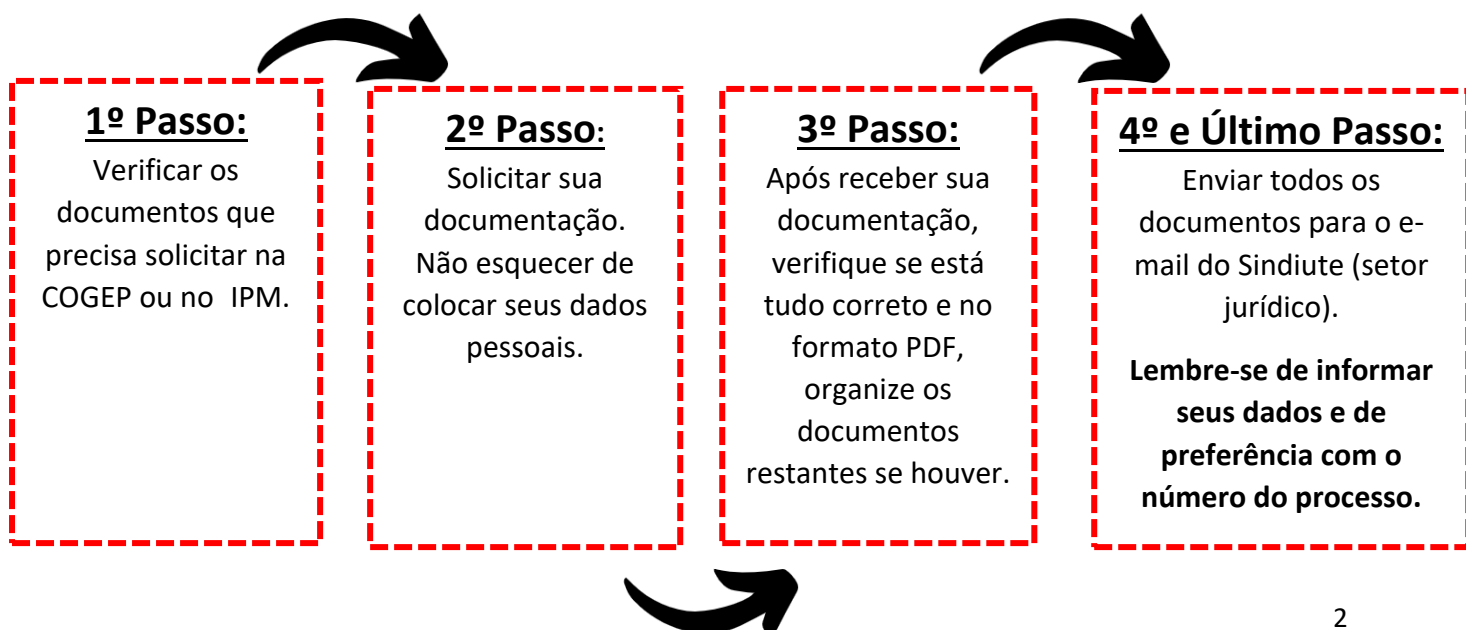 1º Passo:
Verificar os
documentos que
precisa solicitar na
COGEP ou no IPM.
2º Passo:
Solicitar sua
documentação.
Não esquecer de
colocar seus dados
pessoais.
3º Passo:
Após receber sua
documentação,
verifique se está
tudo correto e no
formato PDF,
organize os
documentos
restantes se houver.
4º e Último Passo:
Enviar todos os
documentos para o e-
mail do Sindiute (setor
jurídico).
Lembre-se de informar
seus dados e de
preferência com o
número do processo.
2